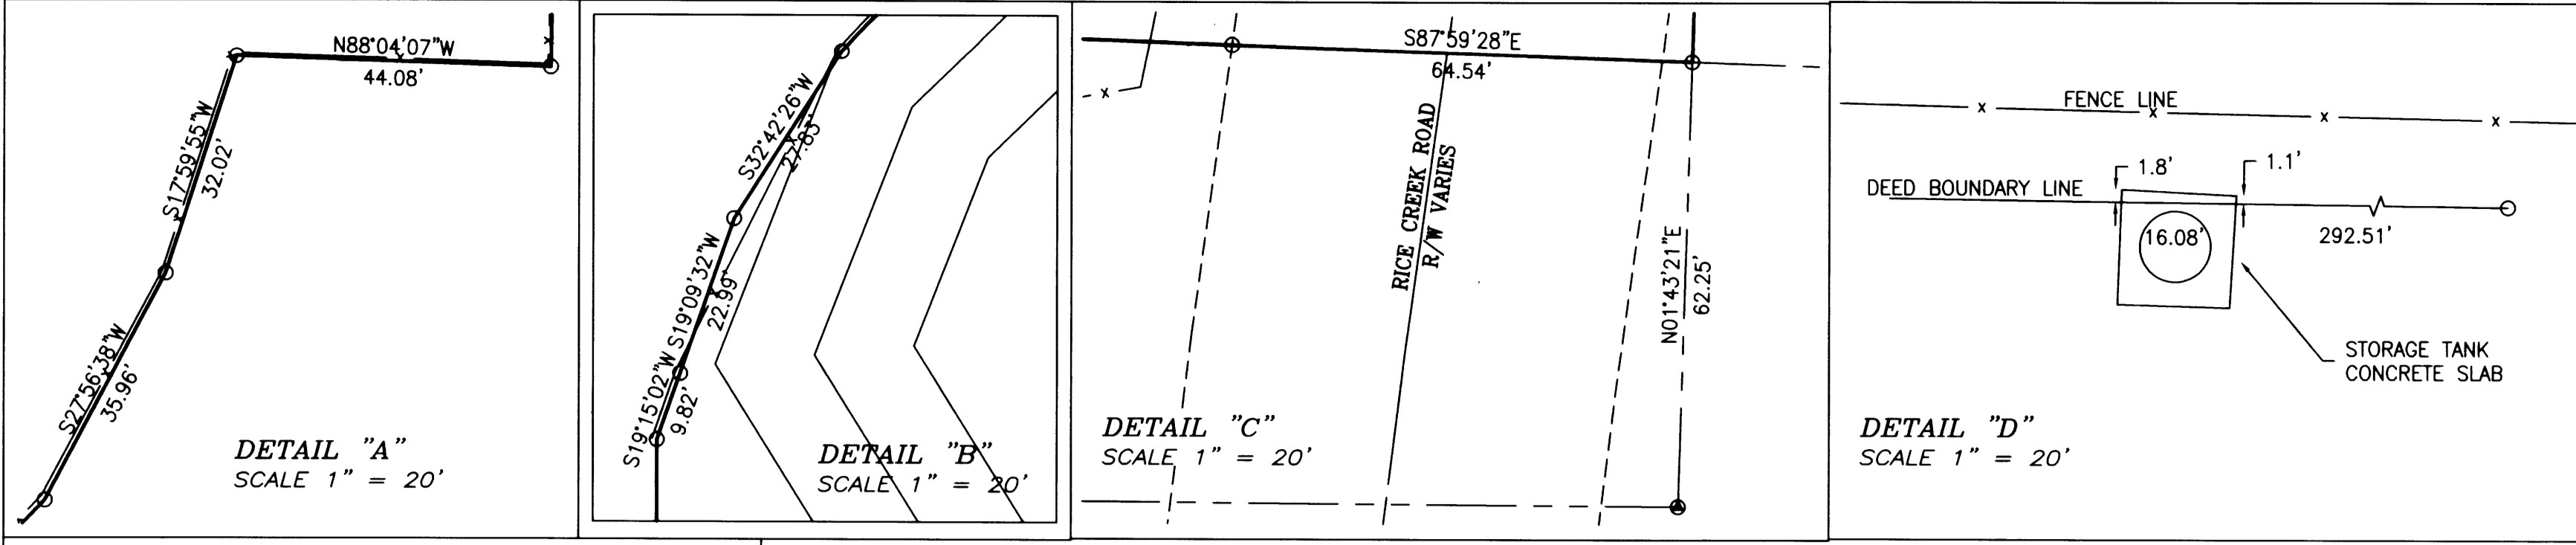 N88°04'07"W
44.08'
S17°59'55"W
32.02'
S27°56'38"W
35.96'
DETAIL "A"
SCALE 1" = 20'
S32°42'26"W
27.83'
S19°09'32"W
22.99'
S19°15'02"W
9.82'
DETAIL "B"
SCALE 1" = 20'
S87°59'28"E
64.54'
RICE CREEK ROAD
R/W VARIES
N01°43'21"E
62.25'
DETAIL "C"
SCALE 1" = 20'
FENCE LINE
1.8'
1.1'
DEED BOUNDARY LINE
16.08'
292.51'
STORAGE TANK
CONCRETE SLAB
DETAIL "D"
SCALE 1" = 20'